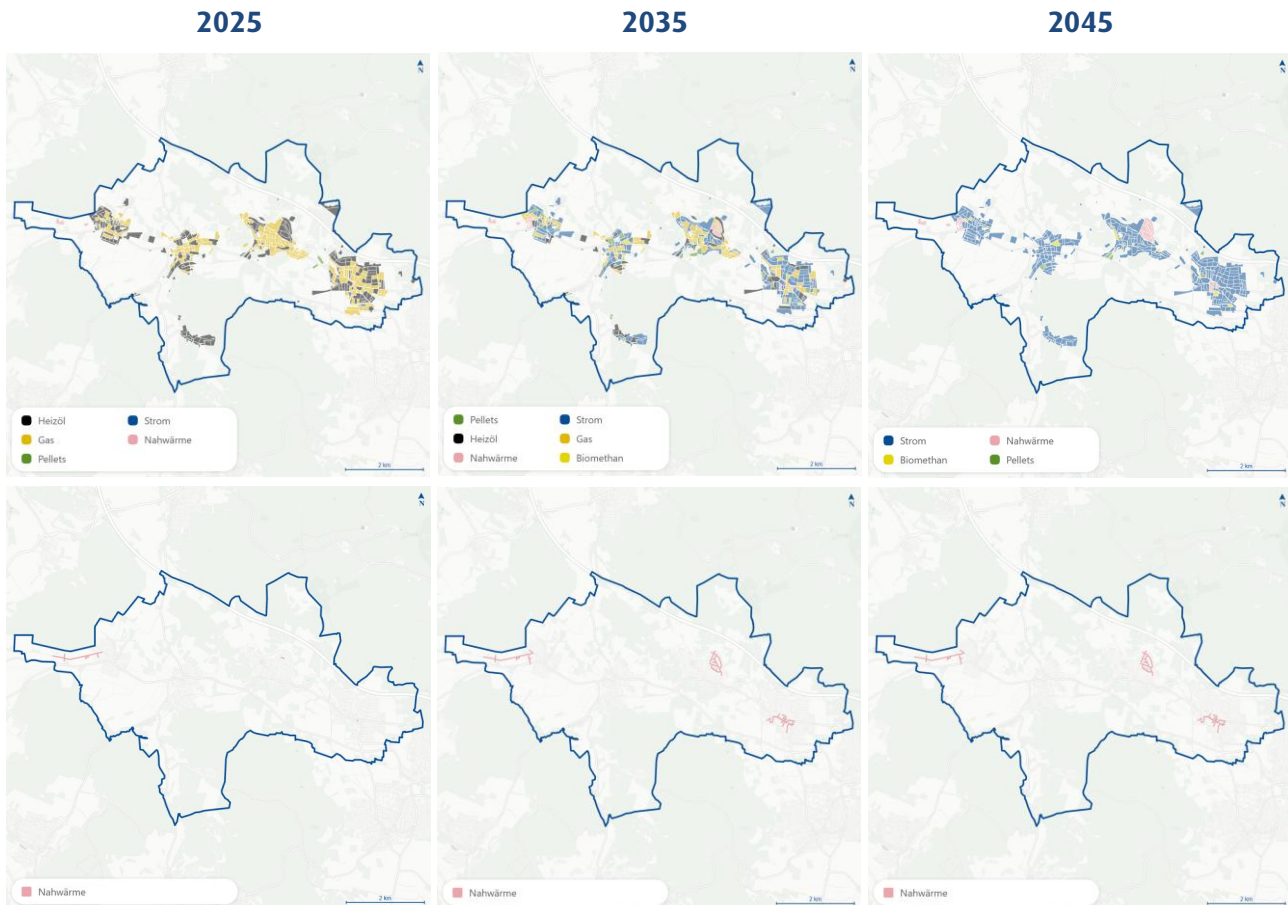 2025 2035 2045
N N N
Heizöl Strom
Gas Nahwärme
Pellets
2 km
Pellets Strom
Heizöl Gas
Nahwärme Biomethan
2 km
Strom Nahwärme
Biomethan Pellets
2 km
N N N
Nahwärme
2 km
Nahwärme
2 km
Nahwärme
2 km